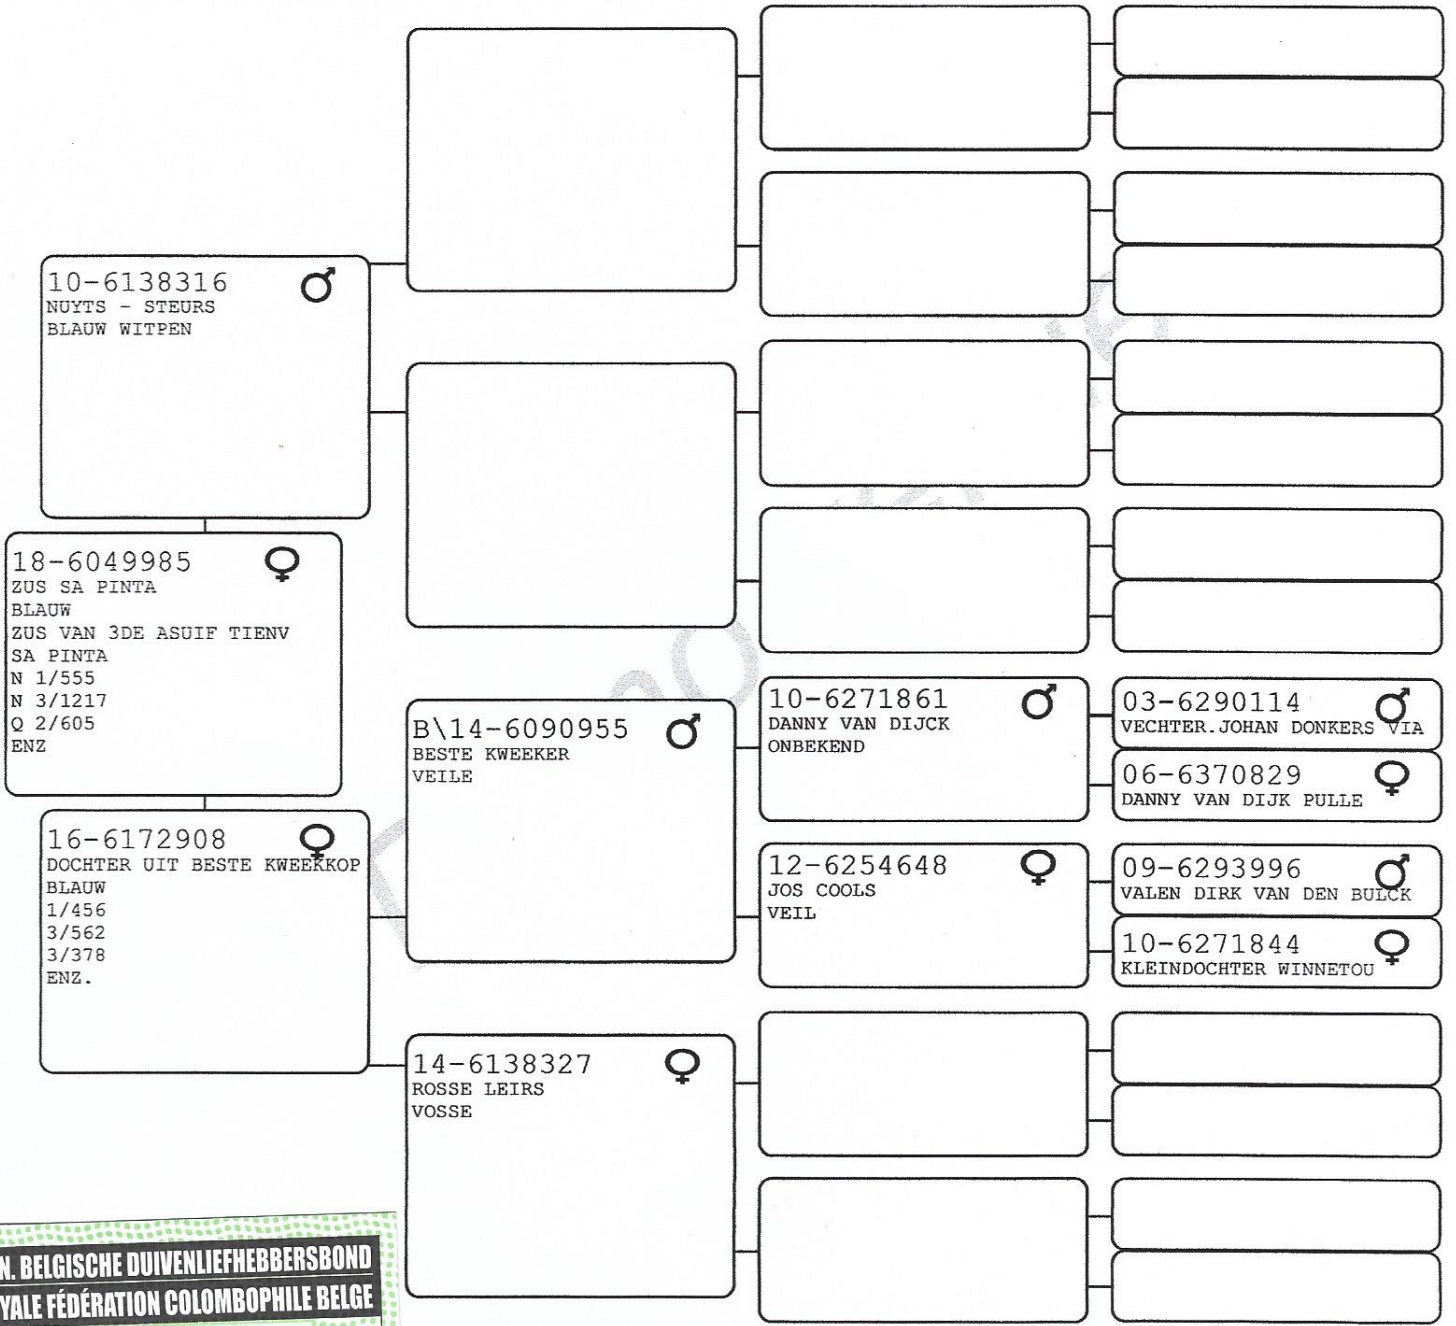 10-6138316
NUYTS - STEURS
BLAUW WITPEN
18-6049985
ZUS SA PINTA
BLAUW
ZUS VAN 3DE ASUIF TIENV
SA PINTA
N 1/555
N 3/1217
Q 2/605
ENZ
16-6172908
DOCHTER UIT BESTE KWEEKKOP
BLAUW
1/456
3/562
3/378
ENZ.
B\14-6090955
BESTE KWEEKER
VEILE
14-6138327
ROSSE LEIRS
VOSSE
10-6271861
DANNY VAN DIJCK
ONBEKEND
12-6254648
JOS COOLS
VEIL
03-6290114
VECHTER.JOHAN DONKERS VIA
06-6370829
DANNY VAN DIJK PULLE
09-6293996
VALEN DIRK VAN DEN BULCK
10-6271844
KLEINDOCHTER WINNETOU
N. BELGISCHE DUIVENLIEFHEBBERSBOND
YALE FÉDÉRATION COLOMBOPHILE BELGE